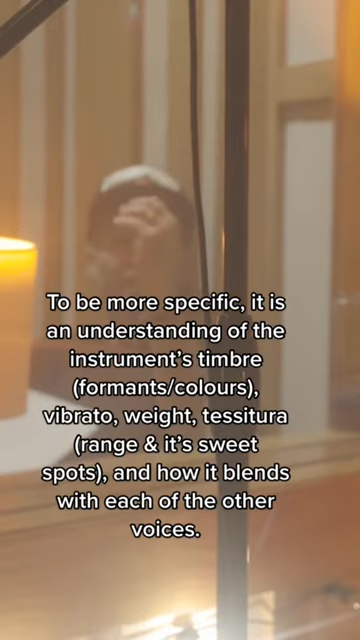 To be more specific, it is
an understanding of the
instrument's timbre
(formants/colours),
vibrato, weight, tessitura
(range & it's sweet
spots), and how it blends
with each of the other
voices.